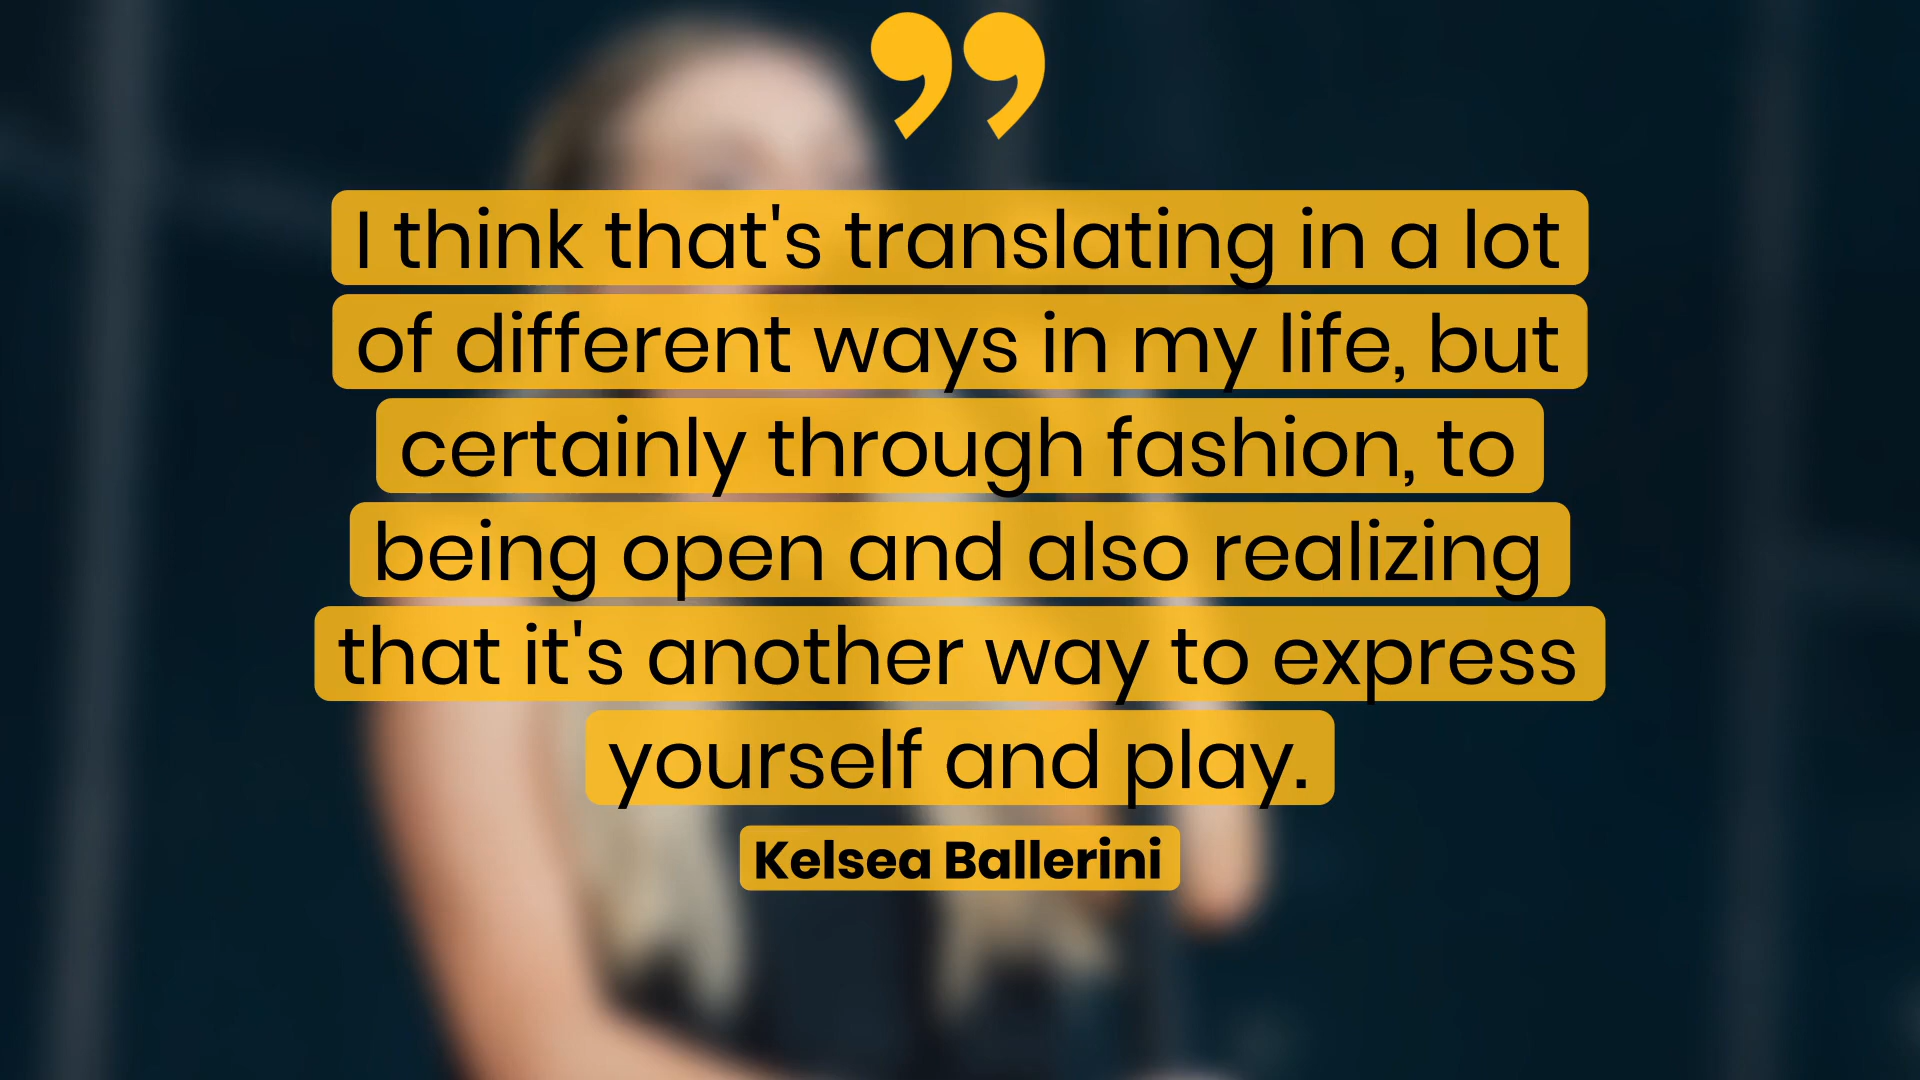 ”
I think that's translating in a lot
of different ways in my life, but
certainly through fashion, to
being open and also realizing
that it's another way to express
yourself and play.
Kelsea Ballerini